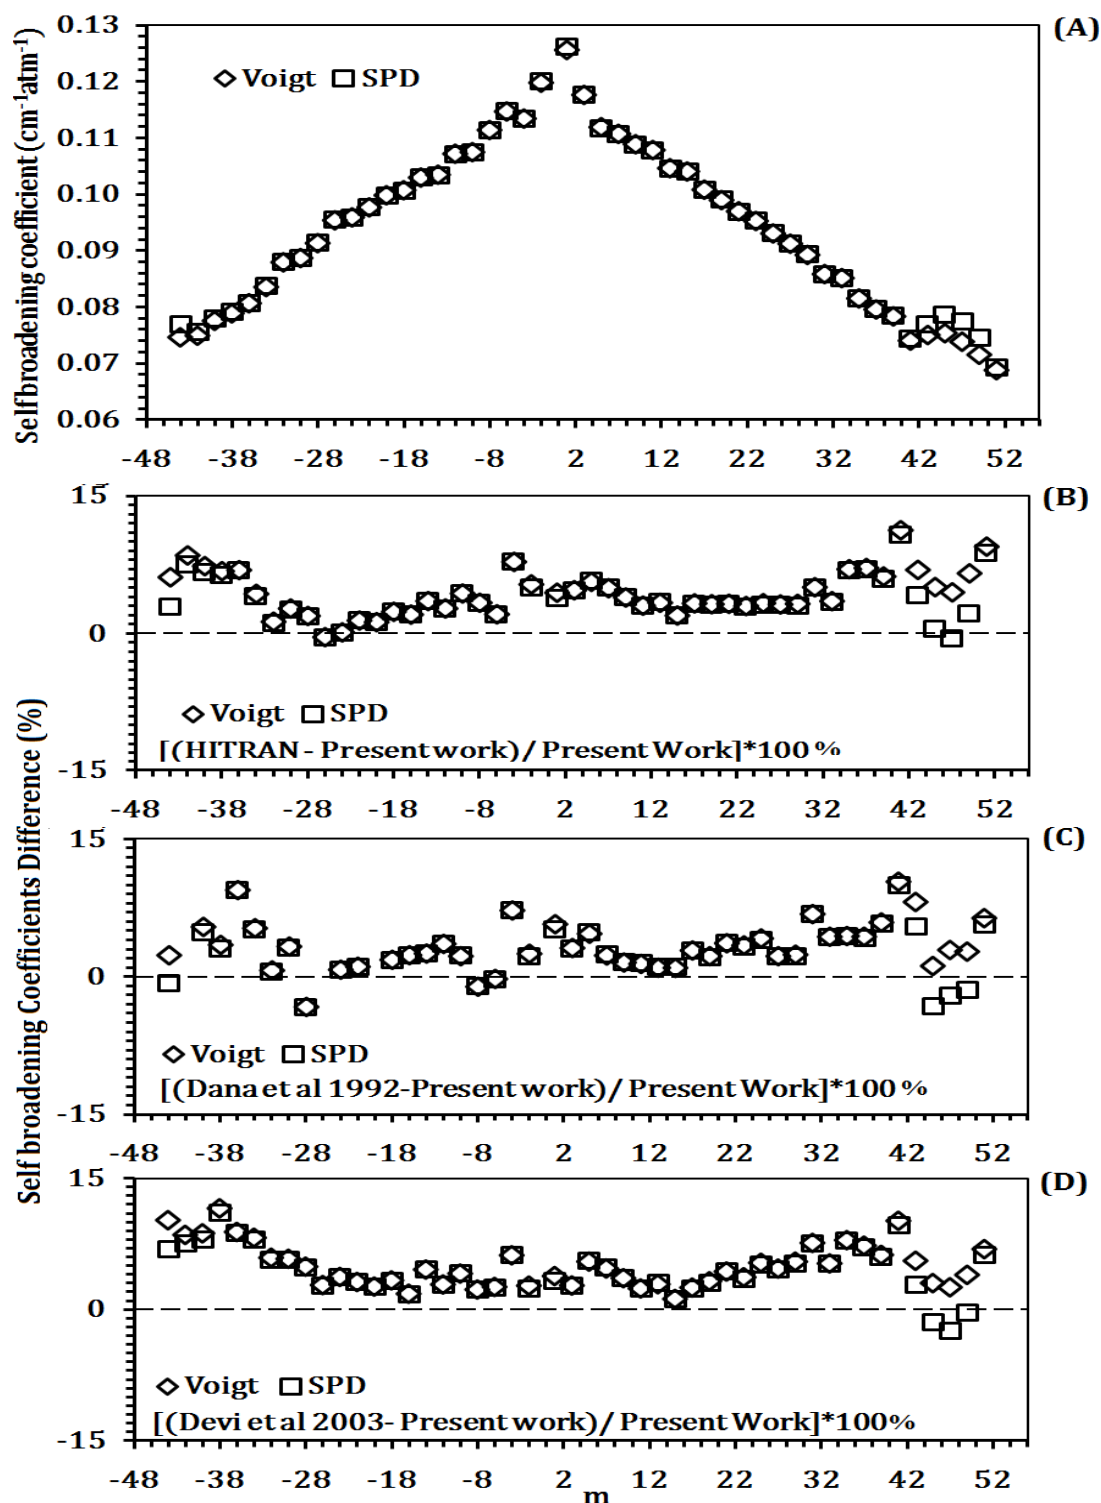 (A)
Self broadening coefficient (cm⁻¹atm⁻¹)
0.13
0.12
0.11
0.10
0.09
0.08
0.07
0.06
Voigt SPD
-48 -38 -28 -18 -8 2 12 22 32 42 52
(B)
Self broadening Coefficients Difference (%)
15
0
-15
Voigt SPD
[(HITRAN - Present work) / Present Work]*100 %
-48 -38 -28 -18 -8 2 12 22 32 42 52
(C)
15
0
-15
Voigt SPD
[(Dana et al 1992-Present work) / Present Work]*100 %
-48 -38 -28 -18 -8 2 12 22 32 42 52
(D)
15
0
-15
Voigt SPD
[(Devi et al 2003- Present work) / Present Work]*100%
-48 -38 -28 -18 -8 2 12 22 32 42 52
m